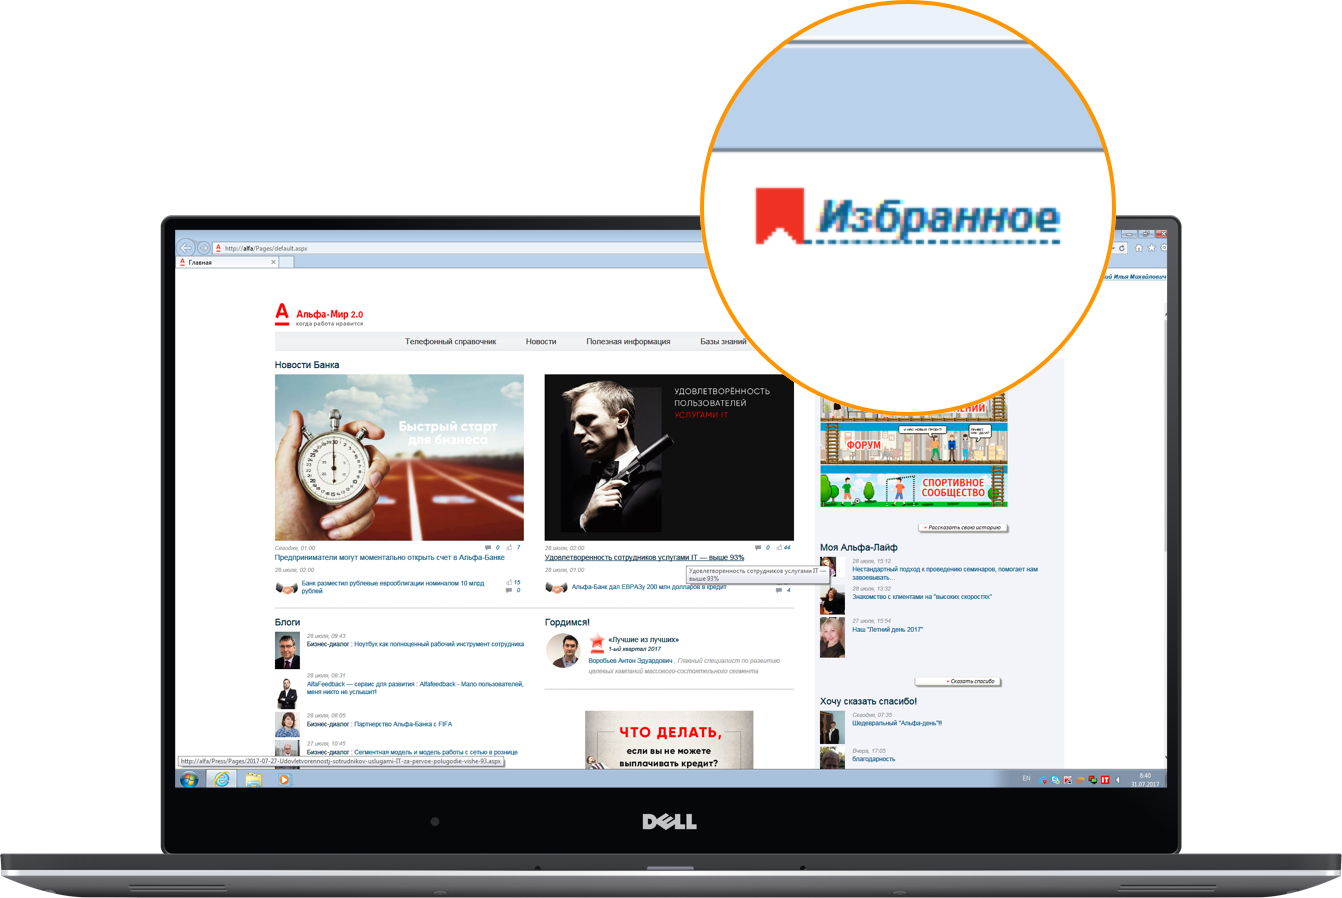 Избранное
http://alfa/Pages/default.aspx
Главная
Илья Михайлович
А
Альфа-Мир 2.0
когда работа нравится
Телефонный справочник
Новости
Полезная информация
Базы знаний
Новости Банка
Быстрый старт
для бизнеса
Сегодня, 01:00
0
7
Предприниматели могут моментально открыть счет в Альфа-Банке
28 июля, 02:00
Банк разместил рублевые еврооблигации номиналом 10 млрд
рублей
15
0
УДОВЛЕТВОРЁННОСТЬ
ПОЛЬЗОВАТЕЛЕЙ
УСЛУГАМИ IT
28 июля, 02:00
0
44
Удовлетворенность сотрудников услугами IT — выше 93%
Удовлетворенность сотрудников услугами IT —
выше 93%
28 июля, 01:00
Альфа-Банк дал ЕВРАЗу 200 млн долларов в кредит
4
Блоги
28 июля, 09:43
Бизнес-диалог : Ноутбук как полноценный рабочий инструмент сотрудника
28 июля, 08:31
AlfaFeedback — сервис для развития : Alfafeedback - Мало пользователей,
меня никто не услышит!
28 июля, 08:05
Бизнес-диалог : Партнерство Альфа-Банка с FIFA
27 июля, 10:45
Бизнес-диалог : Сегментная модель и модель работы с сетью в рознице
Гордимся!
«Лучшие из лучших»
1-ый квартал 2017
Воробьев Антон Эдуардович , Главный специалист по развитию
целевых кампаний массового-состоятельного сегмента
ЧТО ДЕЛАТЬ,
если вы не можете
выплачивать кредит?
ФОРУМ
СПОРТИВНОЕ
СООБЩЕСТВО
+ Рассказать свою историю
Моя Альфа-Лайф
28 июля, 15:12
Нестандартный подход к проведению семинаров, помогает нам
завоевывать...
28 июля, 13:32
Знакомство с клиентами на "высоких скоростях"
27 июля, 15:54
Наш "Летний день 2017"
+ Сказать спасибо
Хочу сказать спасибо!
Сегодня, 07:35
Шедевральный "Альфа-день"!!
Вчера, 17:05
благодарность
http://alfa/Press/Pages/2017-07-27-Udovletvorennostj-sotrudnikov-uslugami-IT-za-pervoe-polugodie-vishe-93.aspx
EN
IT
8:40
31.07.2017
DELL